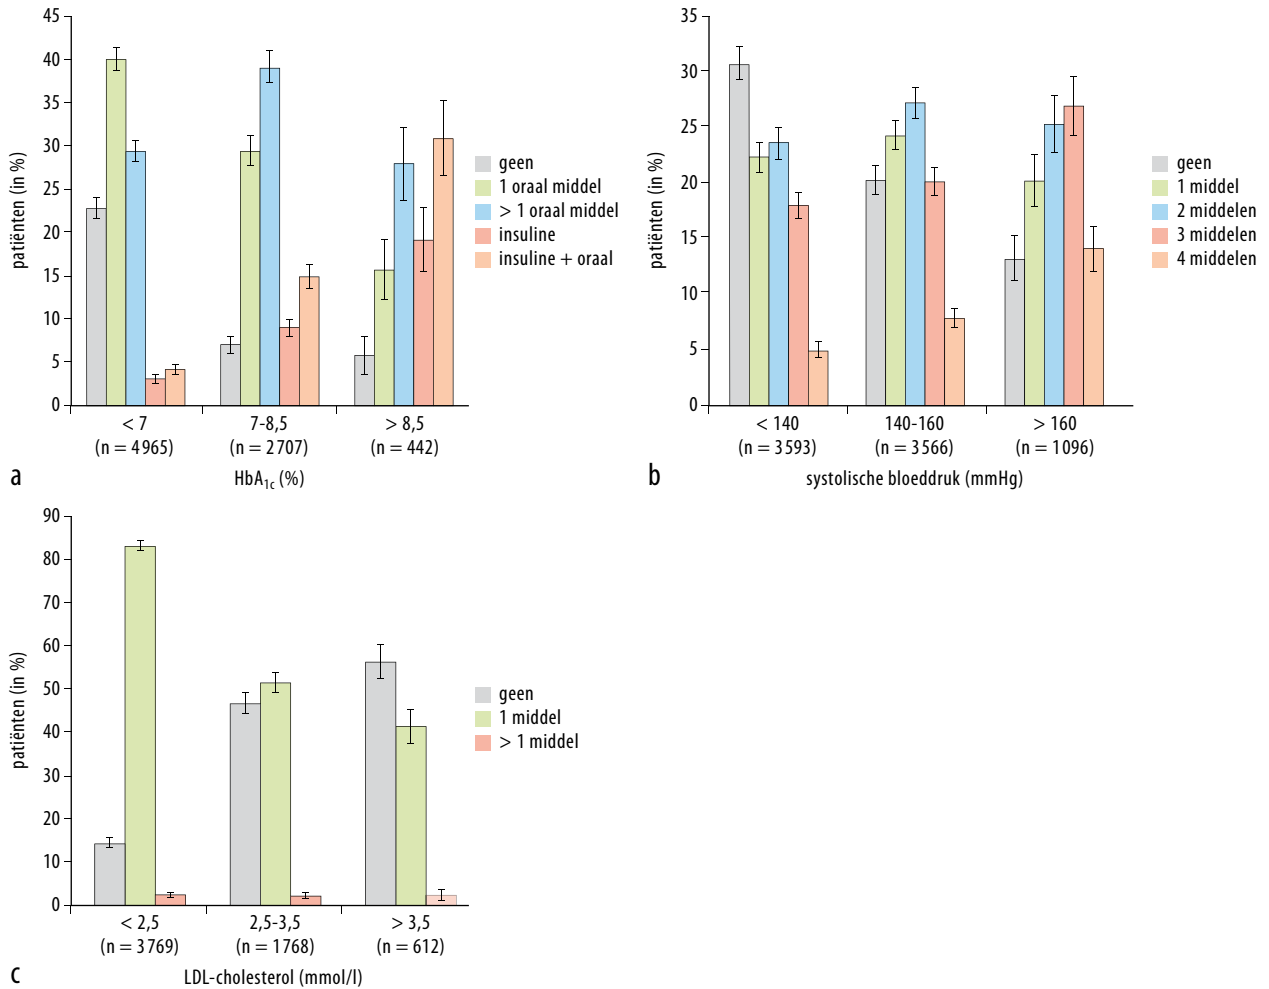 45
40
35
30
25
20
15
10
5
0
patiënten (in %)
< 7
(n = 4965)
7-8,5
(n = 2707)
> 8,5
(n = 442)
HbA1c (%)
a
geen
1 oraal middel
> 1 oraal middel
insuline
insuline + oraal
35
30
25
20
15
10
5
0
patiënten (in %)
< 140
(n = 3593)
140-160
(n = 3566)
> 160
(n = 1096)
systolische bloeddruk (mmHg)
b
geen
1 middel
2 middelen
3 middelen
4 middelen
90
80
70
60
50
40
30
20
10
0
patiënten (in %)
< 2,5
(n = 3769)
2,5-3,5
(n = 1768)
> 3,5
(n = 612)
LDL-cholesterol (mmol/l)
c
geen
1 middel
> 1 middel